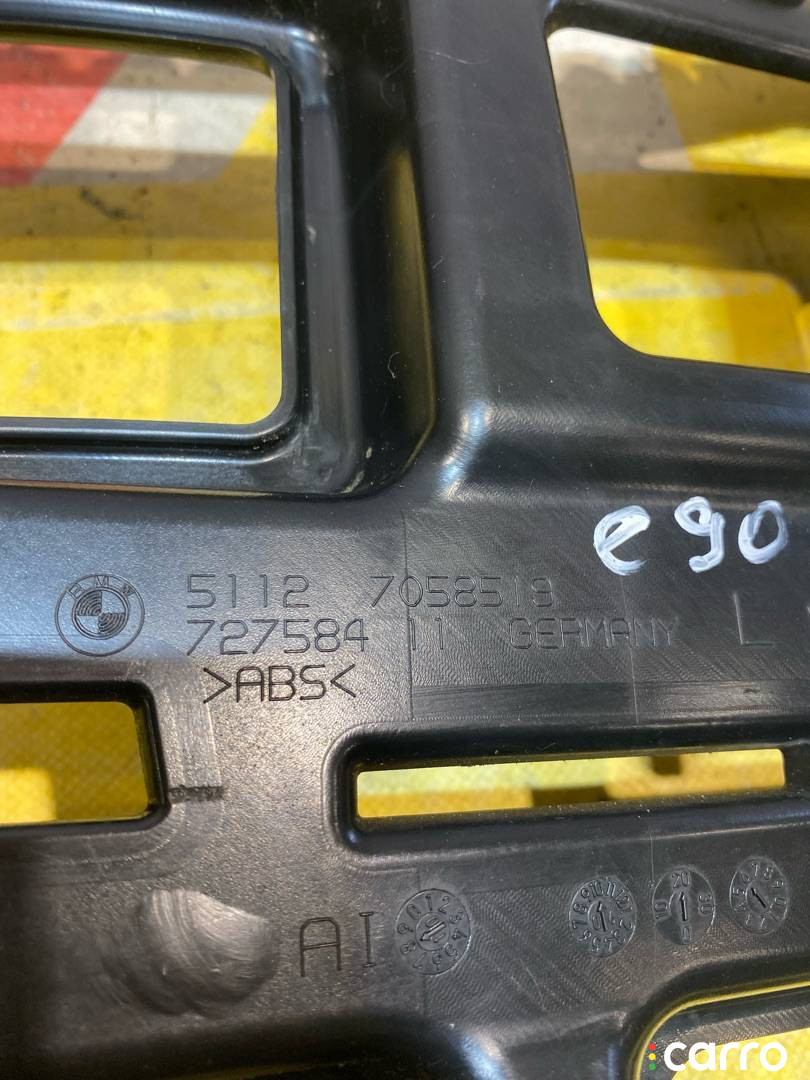 e90
BMW 5112 7058519
727584 11 GERMANY L
>ABS<
AI
carro